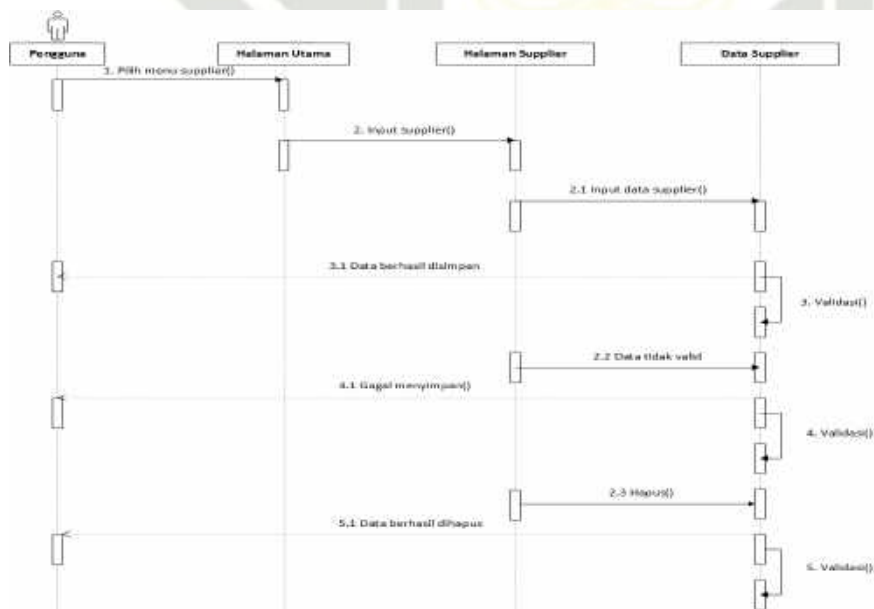 Pengguna
Halaman Utama
Halaman Supplier
Data Supplier
1. Pilih menu supplier()
2. Input supplier()
2.1 Input data supplier()
3.1 Data berhasil disimpan
3. Validasi()
2.2 Data tidak valid
4.1 Gagal menyimpan()
4. Validasi()
2.3 Hapus()
5.1 Data berhasil dihapus
5. Validasi()